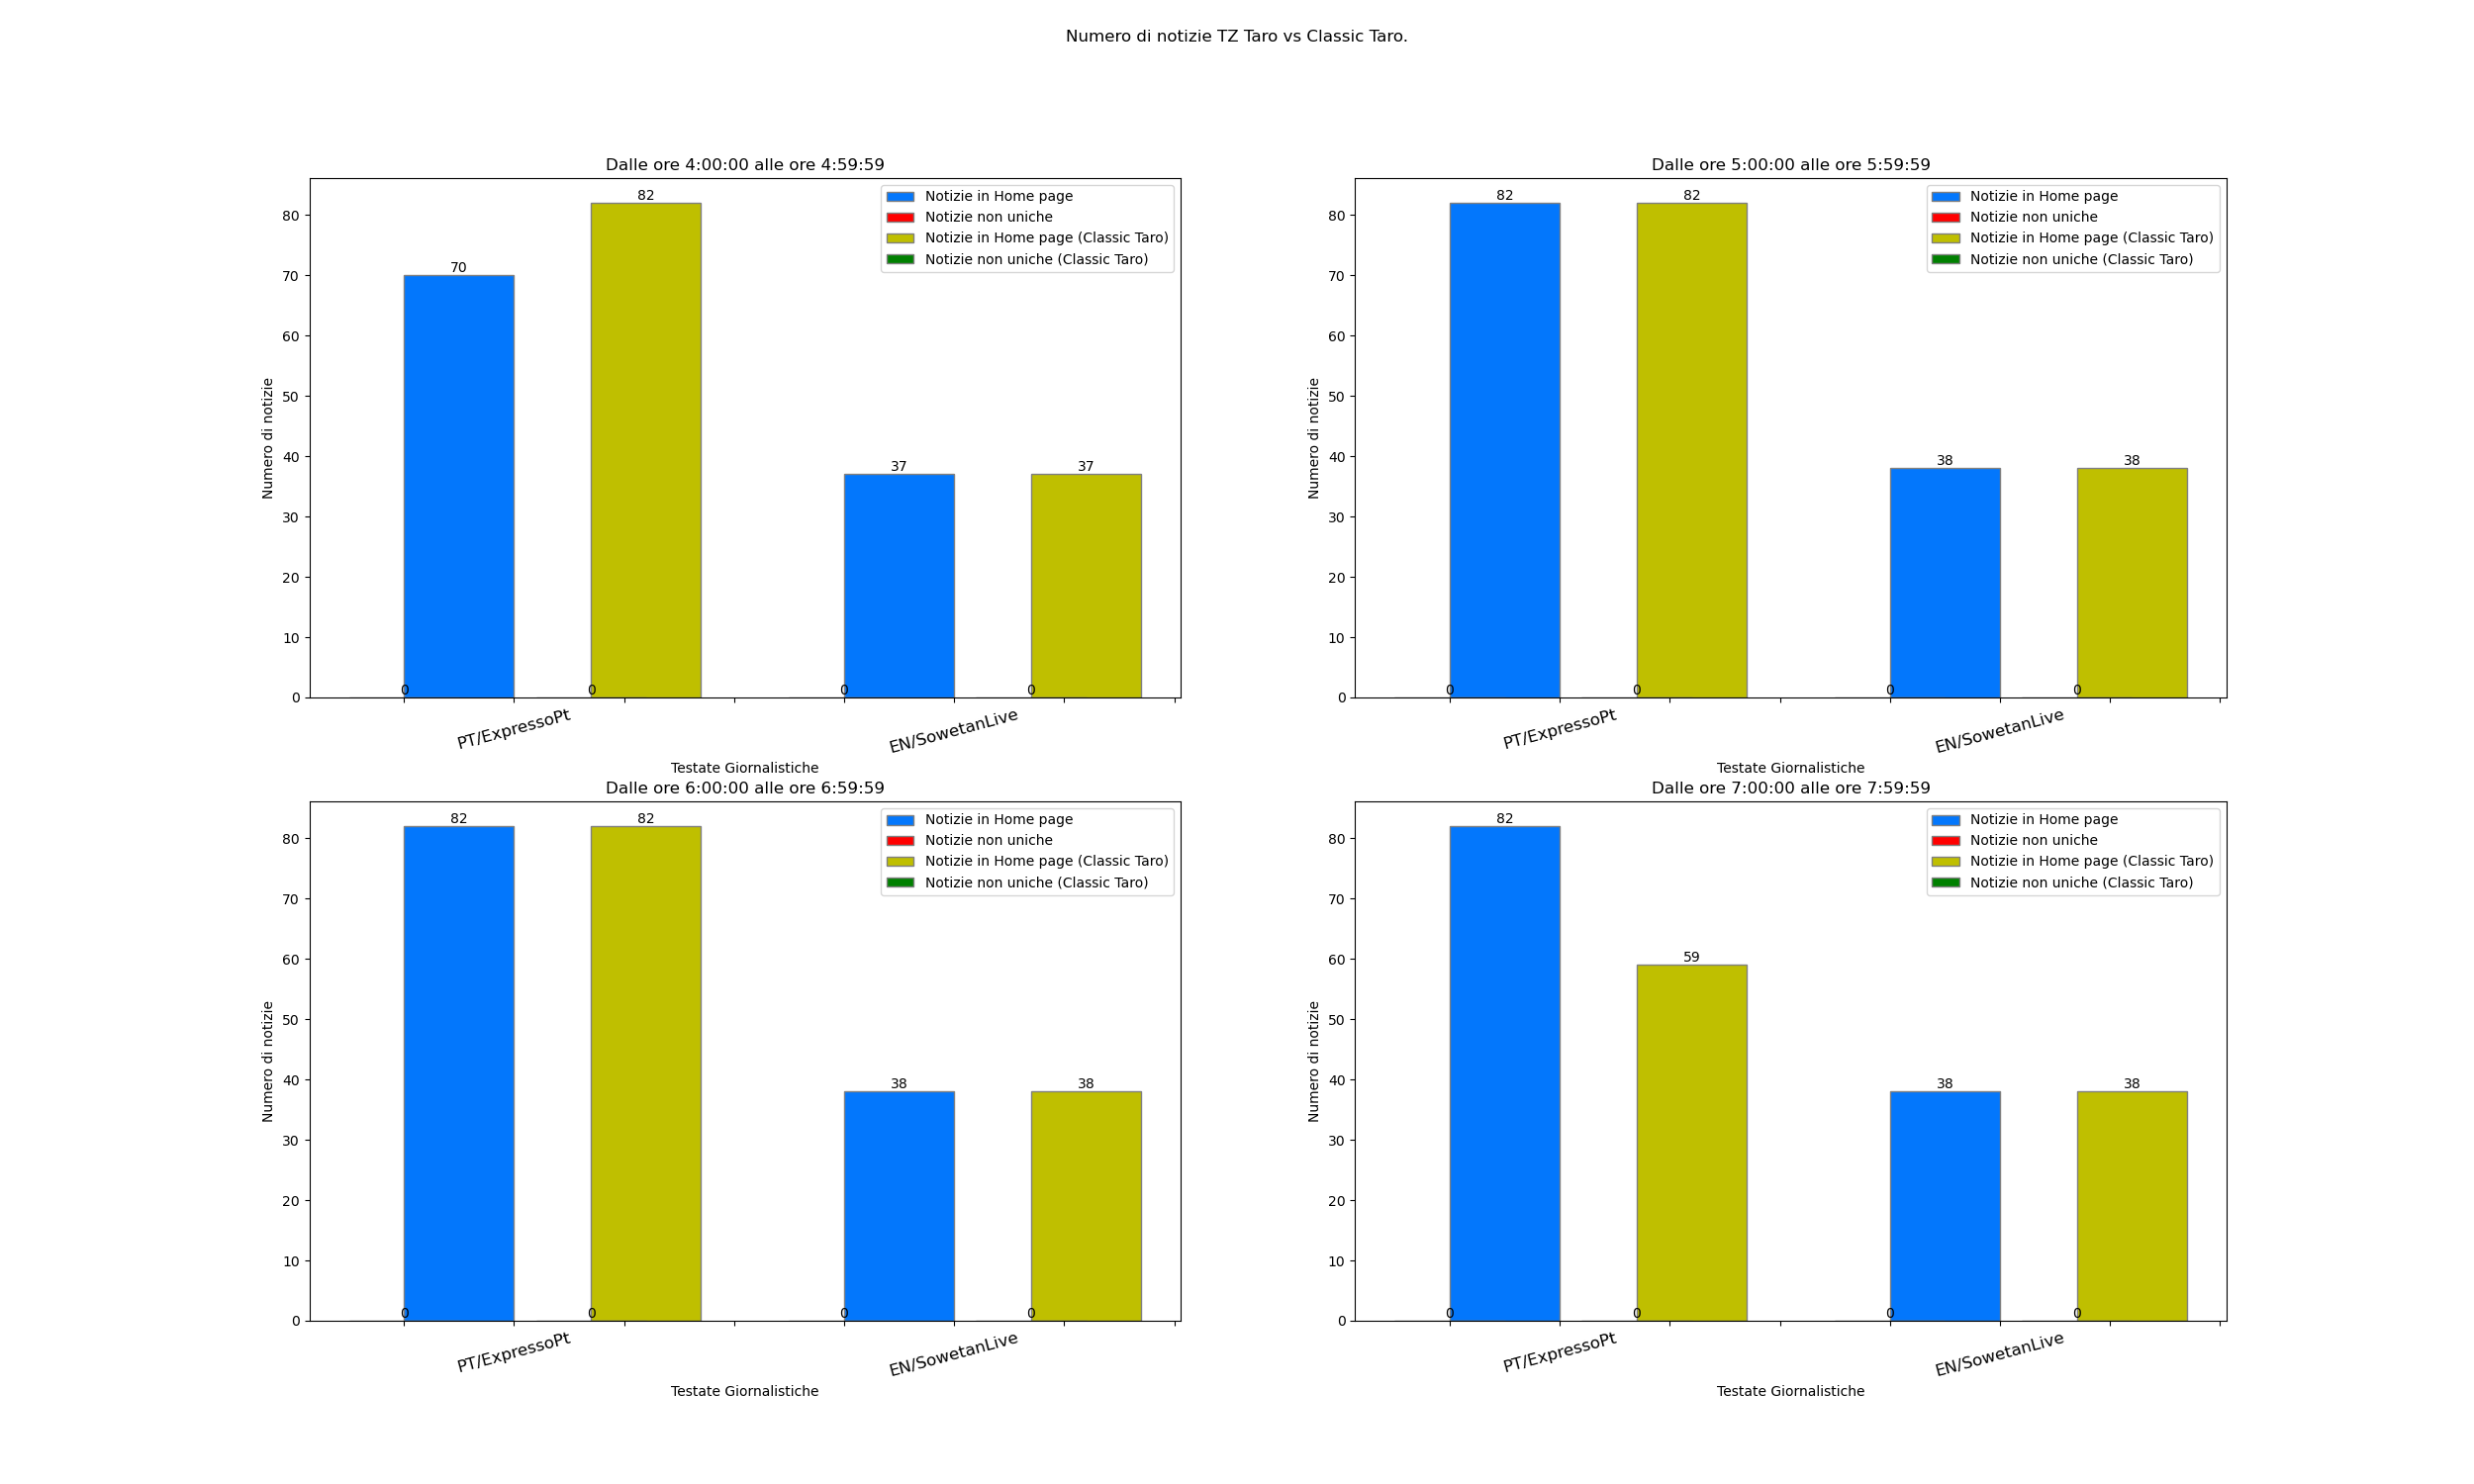 Numero di notizie TZ Taro vs Classic Taro.
Dalle ore 4:00:00 alle ore 4:59:59
Numero di notizie
80
70
60
50
40
30
20
10
0
70
82
37
37
0
0
0
0
Notizie in Home page
Notizie non uniche
Notizie in Home page (Classic Taro)
Notizie non uniche (Classic Taro)
PT/ExpressoPt
EN/SowetanLive
Testate Giornalistiche
Dalle ore 5:00:00 alle ore 5:59:59
Numero di notizie
80
70
60
50
40
30
20
10
0
82
82
38
38
0
0
0
0
Notizie in Home page
Notizie non uniche
Notizie in Home page (Classic Taro)
Notizie non uniche (Classic Taro)
PT/ExpressoPt
EN/SowetanLive
Testate Giornalistiche
Dalle ore 6:00:00 alle ore 6:59:59
Numero di notizie
80
70
60
50
40
30
20
10
0
82
82
38
38
0
0
0
0
Notizie in Home page
Notizie non uniche
Notizie in Home page (Classic Taro)
Notizie non uniche (Classic Taro)
PT/ExpressoPt
EN/SowetanLive
Testate Giornalistiche
Dalle ore 7:00:00 alle ore 7:59:59
Numero di notizie
80
70
60
50
40
30
20
10
0
82
59
38
38
0
0
0
0
Notizie in Home page
Notizie non uniche
Notizie in Home page (Classic Taro)
Notizie non uniche (Classic Taro)
PT/ExpressoPt
EN/SowetanLive
Testate Giornalistiche